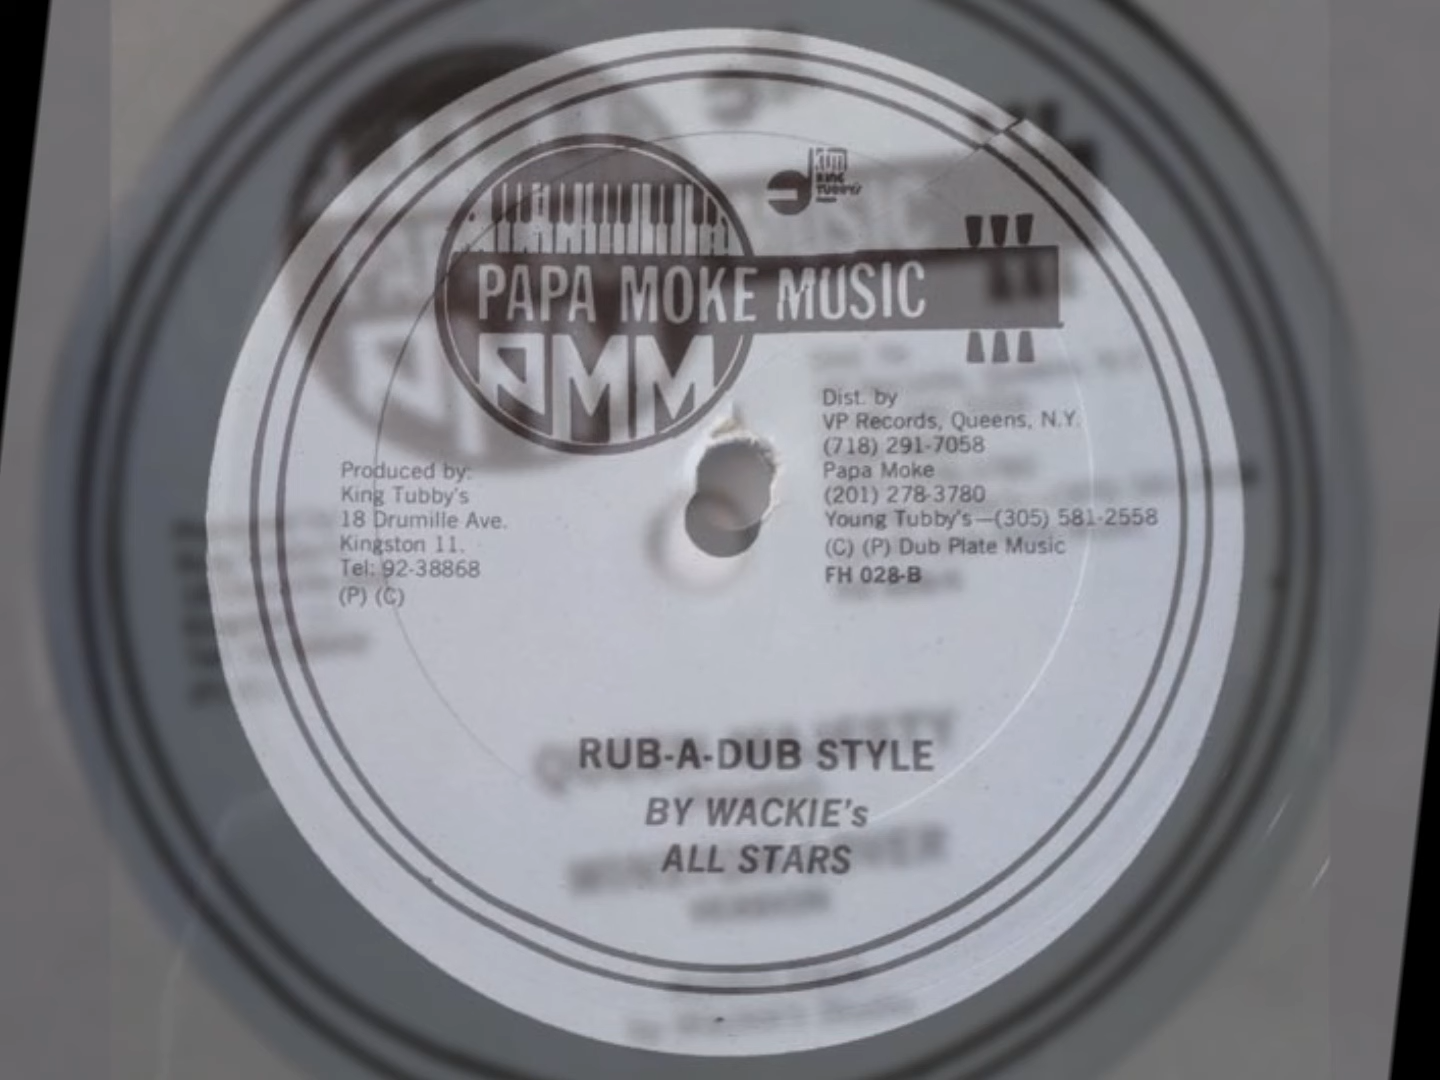 KING
TUBBY'S
PAPA MOKE MUSIC
PMM
Dist. by
VP Records, Queens, N.Y.
(718) 291-7058
Papa Moke
(201) 278-3780
Young Tubby's—(305) 581-2558
(C) (P) Dub Plate Music
FH 028-B
Produced by:
King Tubby's
18 Drumille Ave.
Kingston 11.
Tel: 92-38868
(P) (C)
RUB-A-DUB STYLE
BY WACKIE's
ALL STARS
VERSION